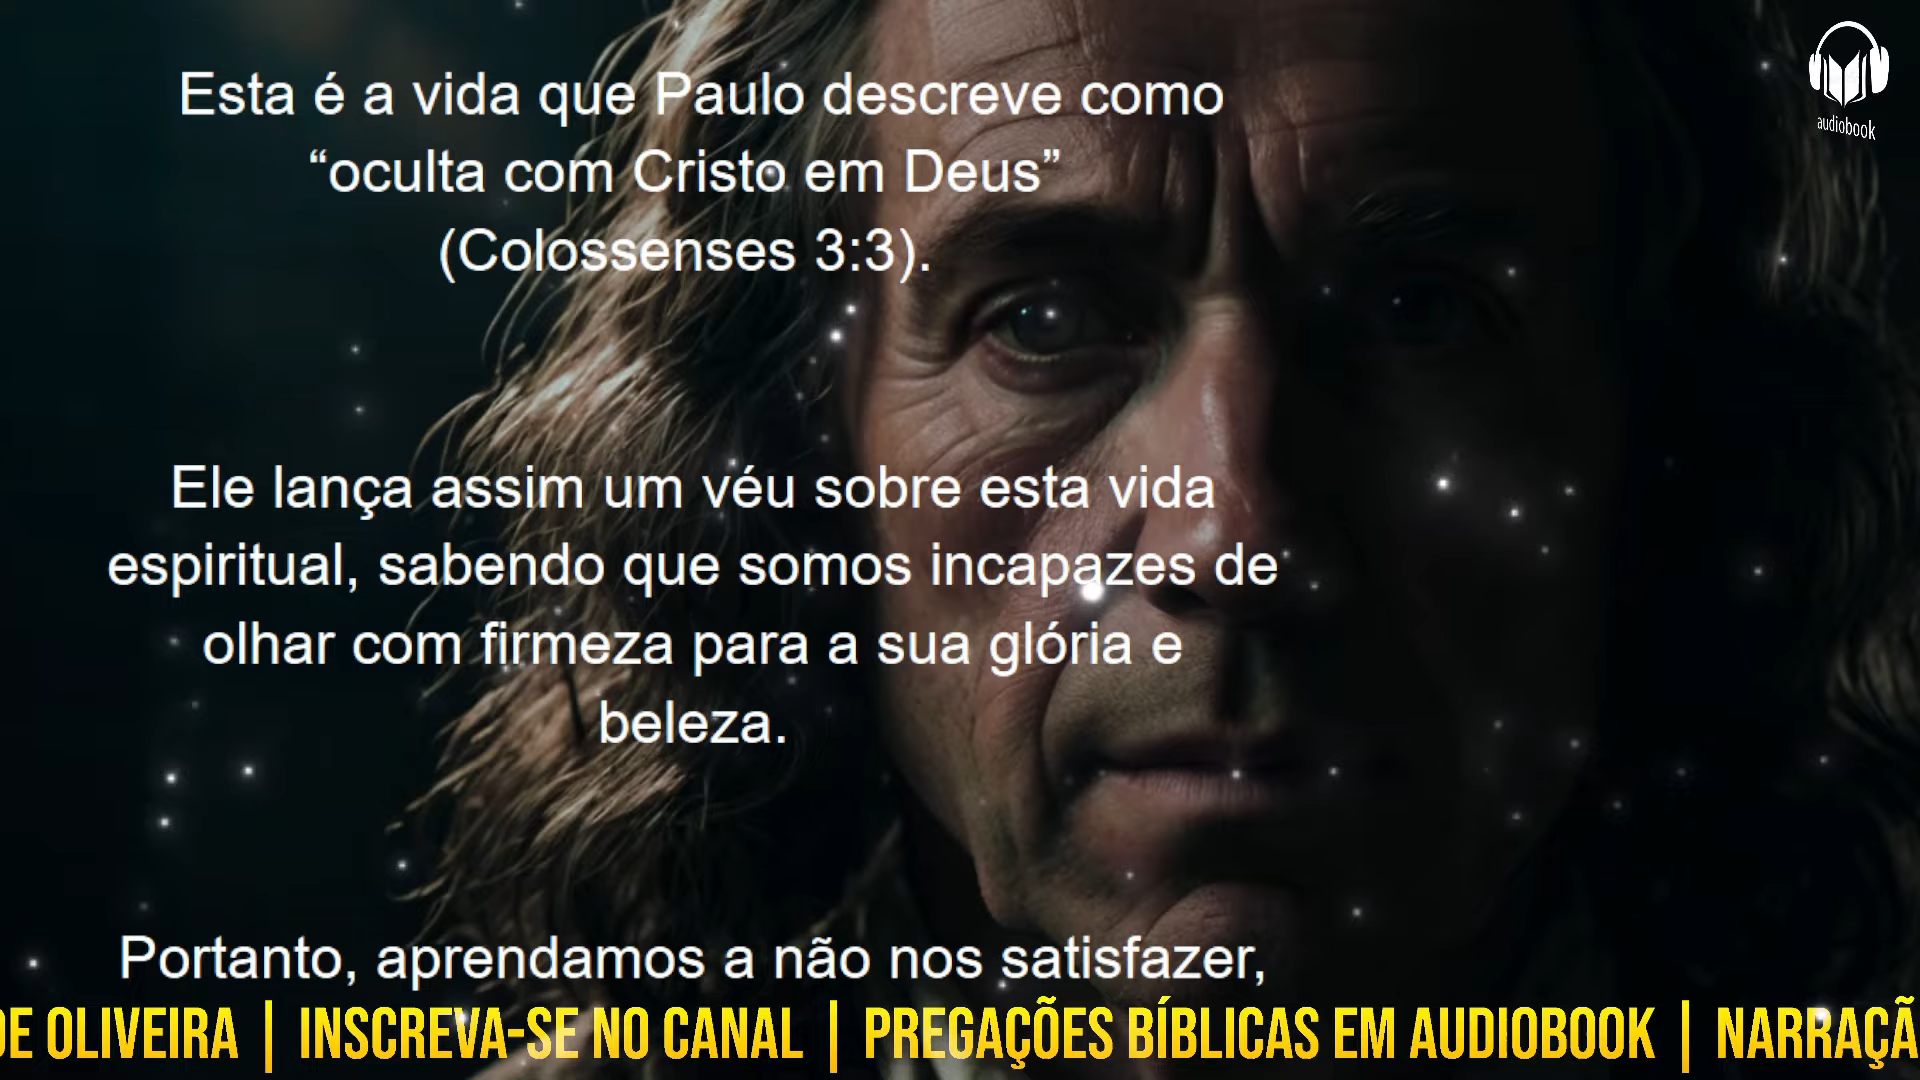 audiobook
Esta é a vida que Paulo descreve como
“oculta com Cristo em Deus”
(Colossenses 3:3).
Ele lança assim um véu sobre esta vida
espiritual, sabendo que somos incapazes de
olhar com firmeza para a sua glória e
beleza.
Portanto, aprendamos a não nos satisfazer,
DE OLIVEIRA | INSCREVA-SE NO CANAL | PREGAÇÕES BÍBLICAS EM AUDIOBOOK | NARRAÇÃ